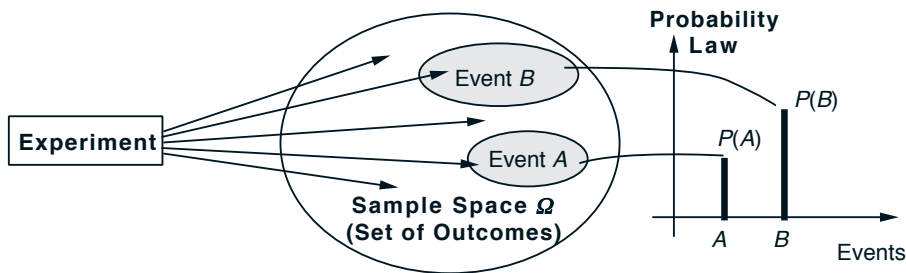 Experiment
Event B
Event A
Sample Space Ω
(Set of Outcomes)
Probability
Law
P(B)
P(A)
A
B
Events